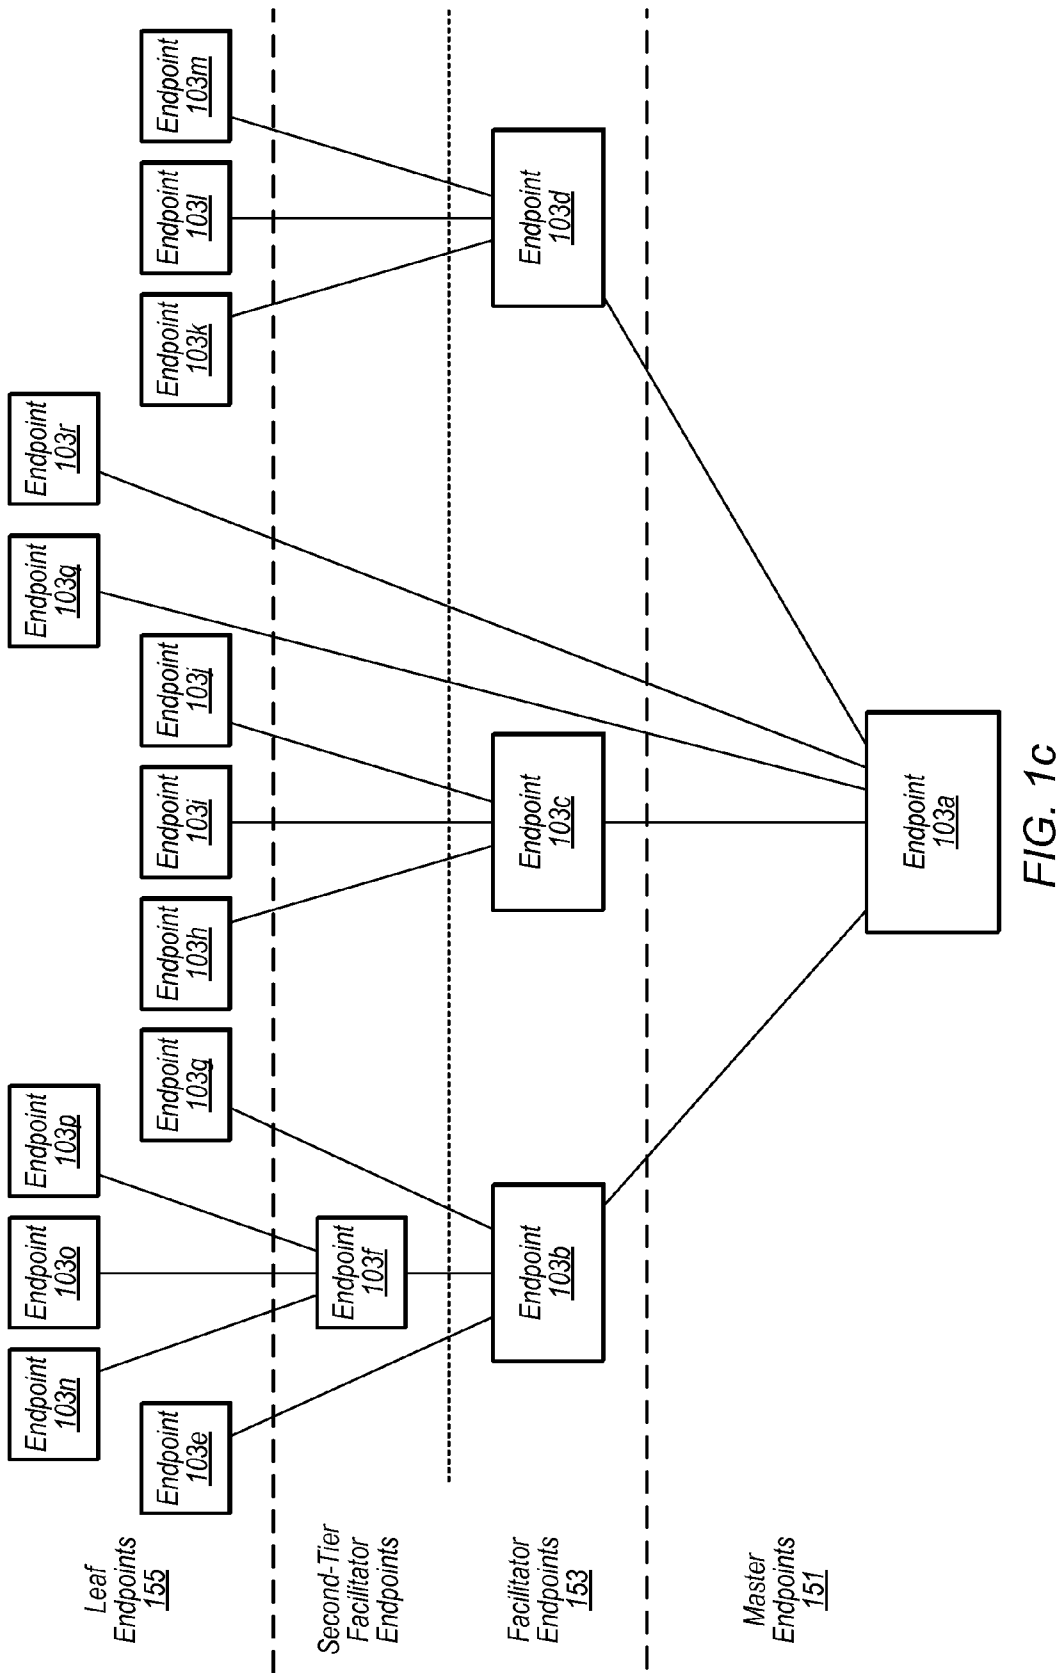 Endpoint
103n
Endpoint
103o
Endpoint
103p
Endpoint
103q
Endpoint
103r
Leaf
Endpoints
155
Endpoint
103e
Endpoint
103g
Endpoint
103h
Endpoint
103i
Endpoint
103j
Endpoint
103k
Endpoint
103l
Endpoint
103m
Second-Tier
Facilitator
Endpoints
Endpoint
103f
Facilitator
Endpoints
153
Endpoint
103b
Endpoint
103c
Endpoint
103d
Master
Endpoints
151
Endpoint
103a
FIG. 1c